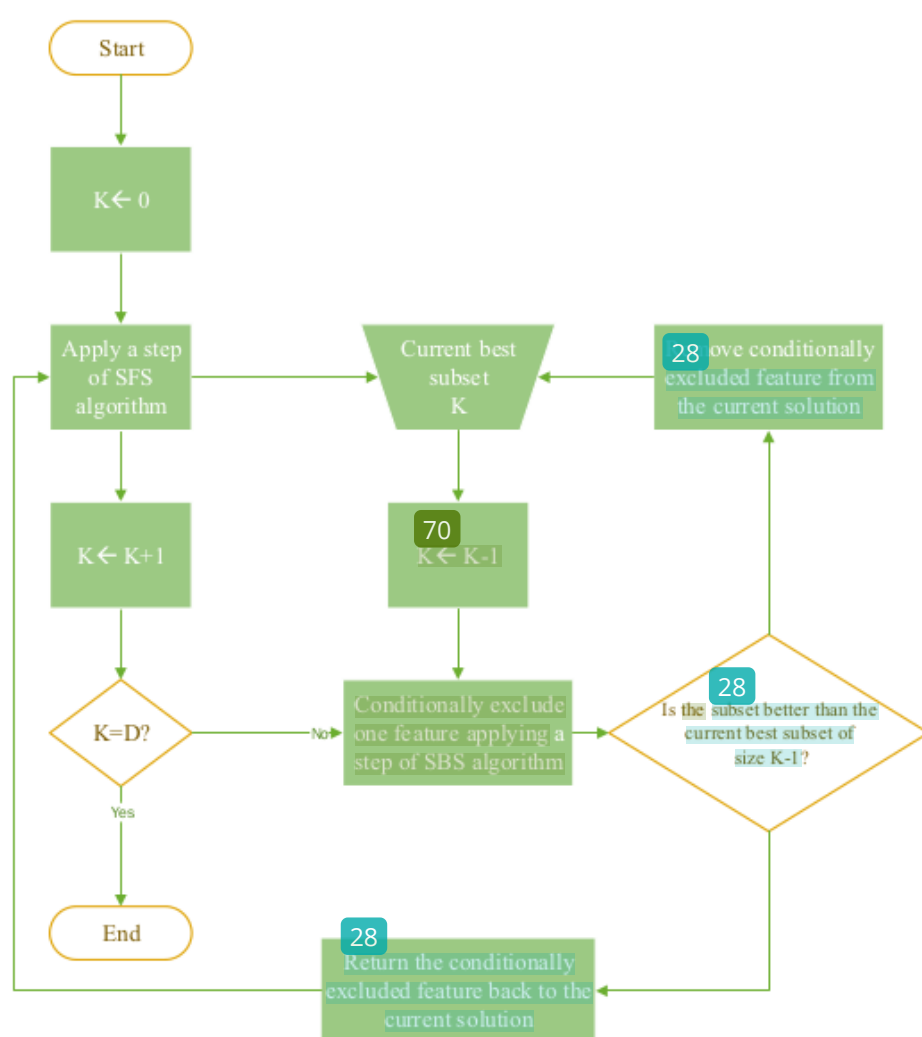 Start
K← 0
Apply a step
of SFS
algorithm
Current best
subset
K
28
conditionally
excluded feature from
the current solution
K← K+1
70
K← K-1
K=D?
No
Conditionally exclude
one feature applying a
step of SBS algorithm
28
Is the subset better than the
current best subset of
size K-1?
Yes
End
28
Return the conditionally
excluded feature back to the
current solution